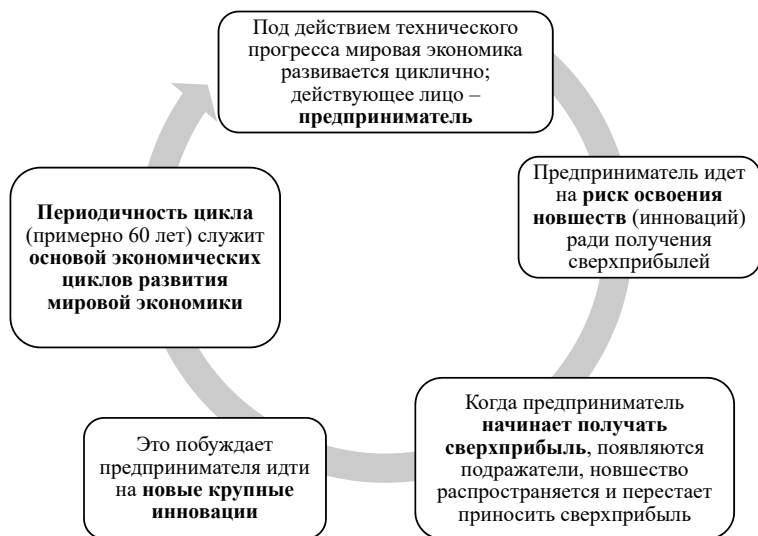 Под действием технического
прогресса мировая экономика
развивается циклично;
действующее лицо –
предприниматель
Предприниматель идет
на риск освоения
новшеств (инноваций)
ради получения
сверхприбылей
Когда предприниматель
начинает получать
сверхприбыль, появляются
подражатели, новшество
распространяется и перестает
приносить сверхприбыль
Это побуждает
предпринимателя идти
на новые крупные
инновации
Периодичность цикла
(примерно 60 лет) служит
основой экономических
циклов развития
мировой экономики